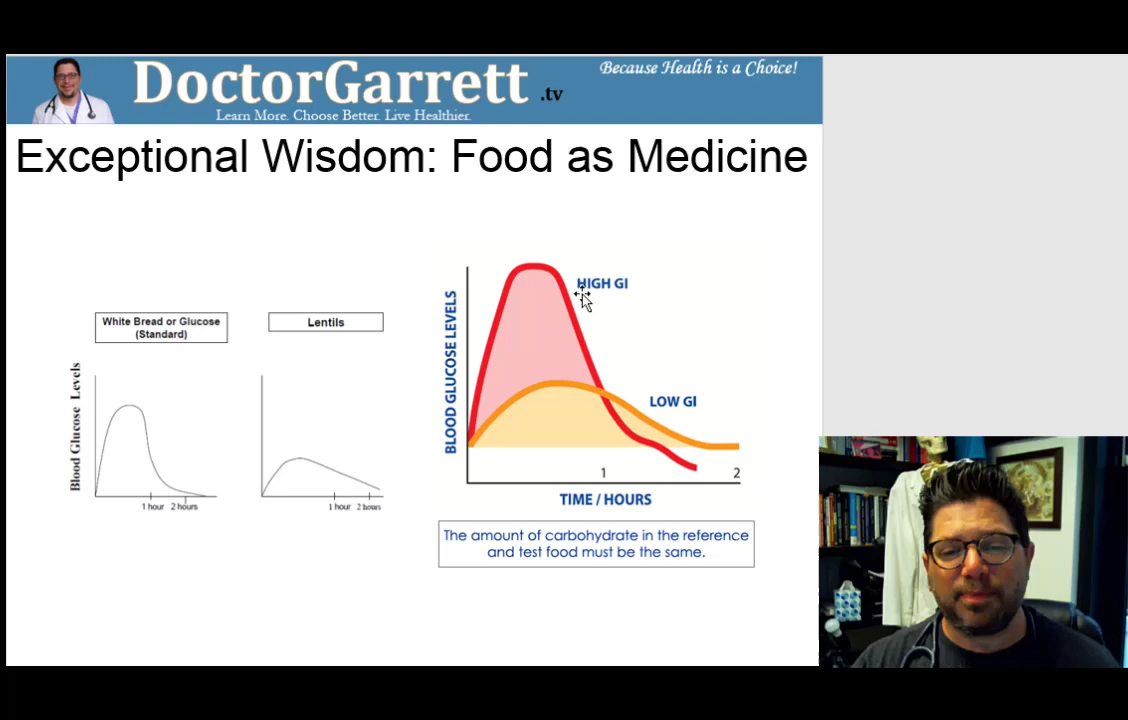 DoctorGarrett .tv
Because Health is a Choice!
Learn More. Choose Better. Live Healthier.
Exceptional Wisdom: Food as Medicine
White Bread or Glucose
(Standard)
Blood Glucose Levels
1 hour 2 hours
Lentils
1 hour 2 hours
BLOOD GLUCOSE LEVELS
HIGH GI
LOW GI
1 2
TIME / HOURS
The amount of carbohydrate in the reference
and test food must be the same.